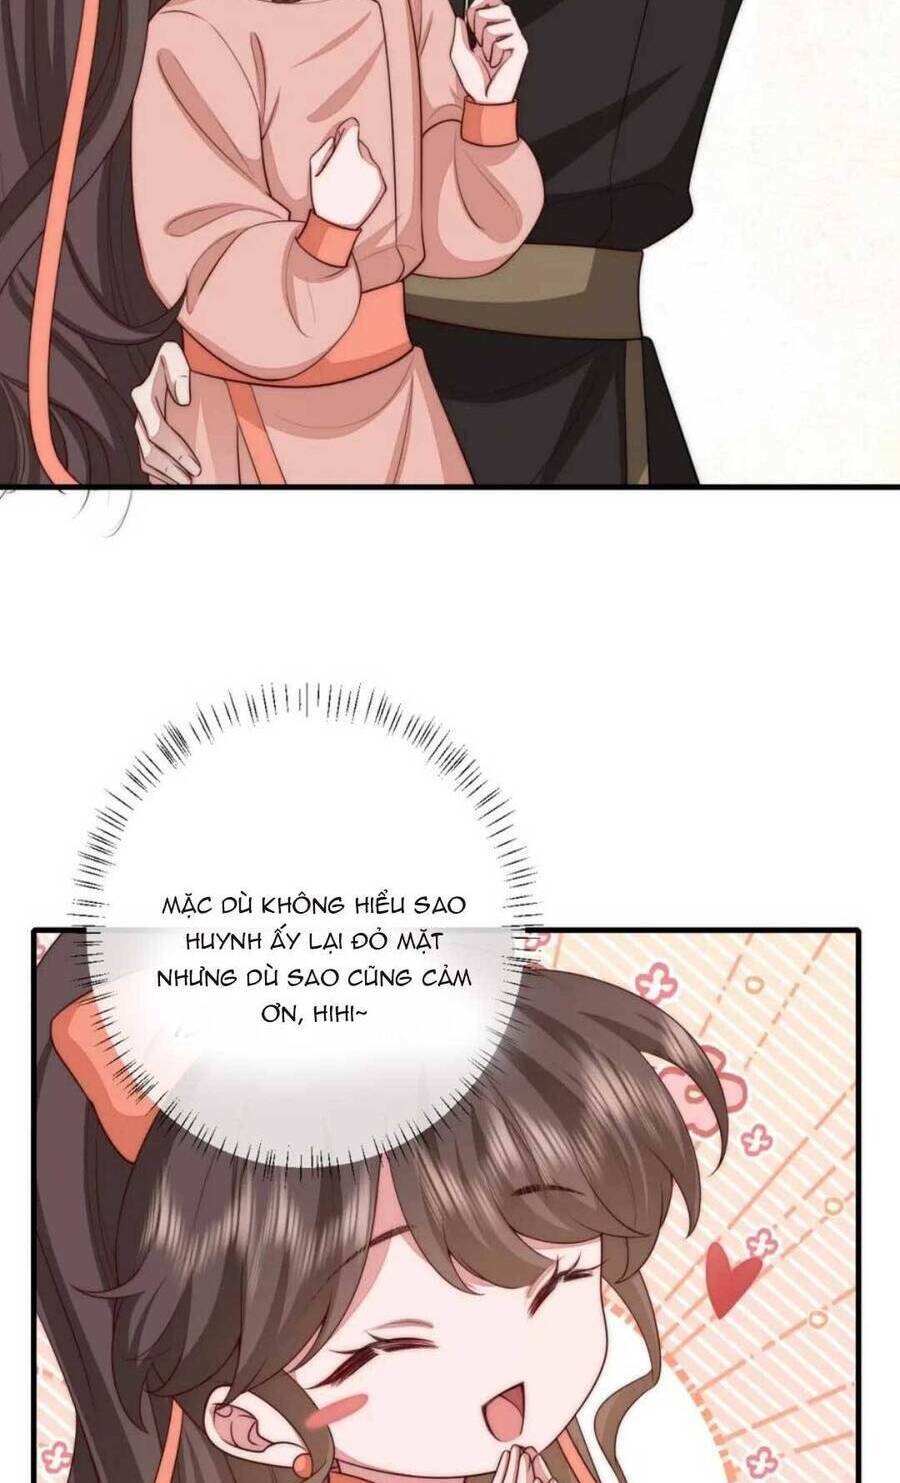 MẶC DÙ KHÔNG HIỂU SAO
HUYNH ẤY LẠI ĐỎ MẶT
NHƯNG DÙ SAO CŨNG CẢM
ƠN, HIHI~